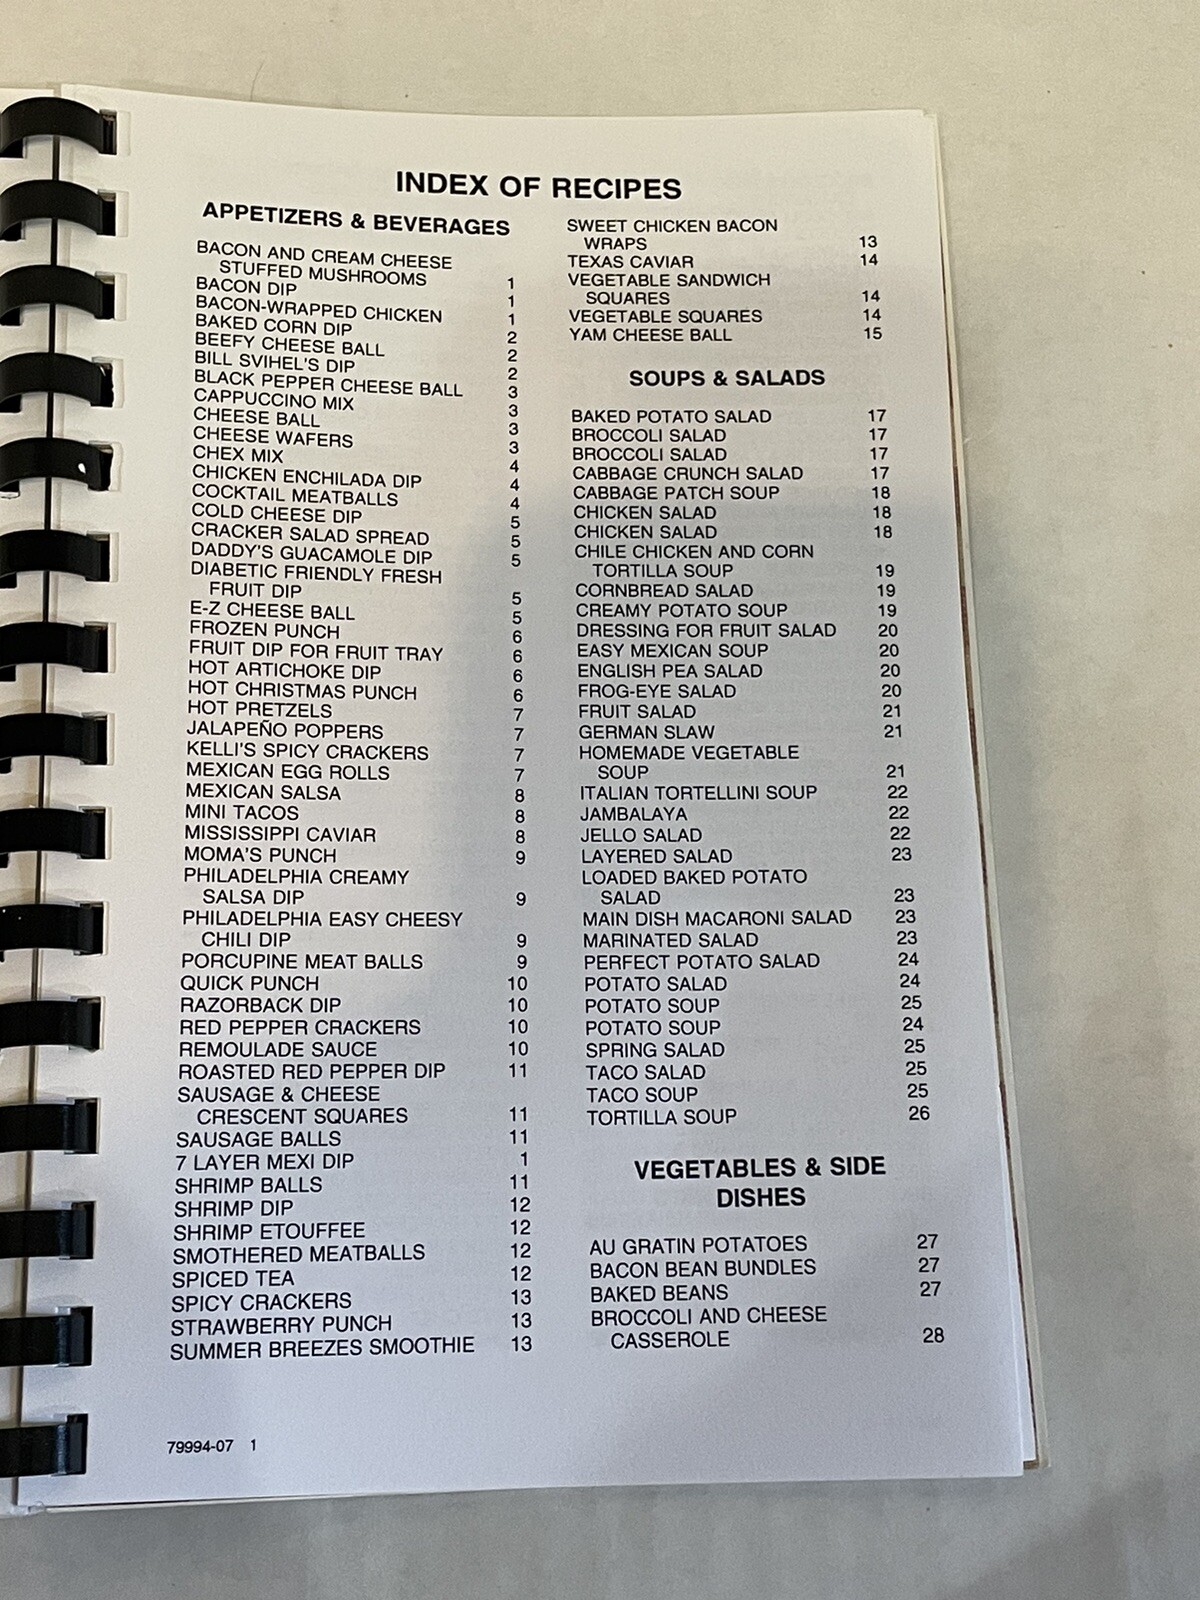 INDEX OF RECIPES
APPETIZERS & BEVERAGES
BACON AND CREAM CHEESE
STUFFED MUSHROOMS 1
BACON DIP 1
BACON-WRAPPED CHICKEN 1
BAKED CORN DIP 2
BEEFY CHEESE BALL 2
BILL SVIHEL'S DIP 2
BLACK PEPPER CHEESE BALL 3
CAPPUCCINO MIX 3
CHEESE BALL 3
CHEESE WAFERS 3
CHEX MIX 4
CHICKEN ENCHILADA DIP 4
COCKTAIL MEATBALLS 4
COLD CHEESE DIP 5
CRACKER SALAD SPREAD 5
DADDY'S GUACAMOLE DIP 5
DIABETIC FRIENDLY FRESH
FRUIT DIP 5
E-Z CHEESE BALL 5
FROZEN PUNCH 6
FRUIT DIP FOR FRUIT TRAY 6
HOT ARTICHOKE DIP 6
HOT CHRISTMAS PUNCH 6
HOT PRETZELS 7
JALAPEÑO POPPERS 7
KELLI'S SPICY CRACKERS 7
MEXICAN EGG ROLLS 7
MEXICAN SALSA 8
MINI TACOS 8
MISSISSIPPI CAVIAR 8
MOMA'S PUNCH 9
PHILADELPHIA CREAMY
SALSA DIP 9
PHILADELPHIA EASY CHEESY
CHILI DIP 9
PORCUPINE MEAT BALLS 9
QUICK PUNCH 10
RAZORBACK DIP 10
RED PEPPER CRACKERS 10
REMOULADE SAUCE 10
ROASTED RED PEPPER DIP 11
SAUSAGE & CHEESE
CRESCENT SQUARES 11
SAUSAGE BALLS 11
7 LAYER MEXI DIP 1
SHRIMP BALLS 11
SHRIMP DIP 12
SHRIMP ETOUFFEE 12
SMOTHERED MEATBALLS 12
SPICED TEA 12
SPICY CRACKERS 13
STRAWBERRY PUNCH 13
SUMMER BREEZES SMOOTHIE 13
SWEET CHICKEN BACON
WRAPS 13
TEXAS CAVIAR 14
VEGETABLE SANDWICH
SQUARES 14
VEGETABLE SQUARES 14
YAM CHEESE BALL 15
SOUPS & SALADS
BAKED POTATO SALAD 17
BROCCOLI SALAD 17
BROCCOLI SALAD 17
CABBAGE CRUNCH SALAD 17
CABBAGE PATCH SOUP 18
CHICKEN SALAD 18
CHICKEN SALAD 18
CHILE CHICKEN AND CORN
TORTILLA SOUP 19
CORNBREAD SALAD 19
CREAMY POTATO SOUP 19
DRESSING FOR FRUIT SALAD 20
EASY MEXICAN SOUP 20
ENGLISH PEA SALAD 20
FROG-EYE SALAD 20
FRUIT SALAD 21
GERMAN SLAW 21
HOMEMADE VEGETABLE
SOUP 21
ITALIAN TORTELLINI SOUP 22
JAMBALAYA 22
JELLO SALAD 22
LAYERED SALAD 23
LOADED BAKED POTATO
SALAD 23
MAIN DISH MACARONI SALAD 23
MARINATED SALAD 23
PERFECT POTATO SALAD 24
POTATO SALAD 24
POTATO SOUP 25
POTATO SOUP 24
SPRING SALAD 25
TACO SALAD 25
TACO SOUP 25
TORTILLA SOUP 26
VEGETABLES & SIDE
DISHES
AU GRATIN POTATOES 27
BACON BEAN BUNDLES 27
BAKED BEANS 27
BROCCOLI AND CHEESE
CASSEROLE 28
79994-07 1